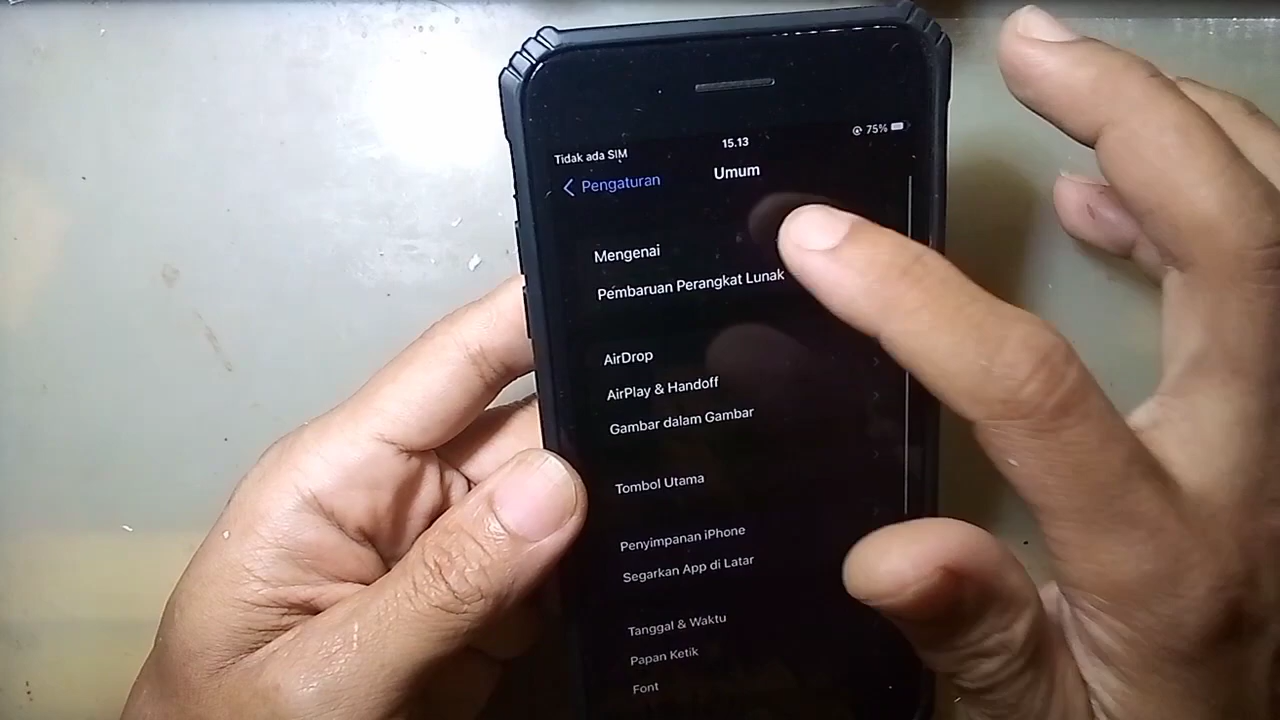 Tidak ada SIM
15.13
75%
Pengaturan
Umum
Mengenai
Pembaruan Perangkat Lunak
AirDrop
AirPlay & Handoff
Gambar dalam Gambar
Tombol Utama
Penyimpanan iPhone
Segarkan App di Latar
Tanggal & Waktu
Papan Ketik
Font